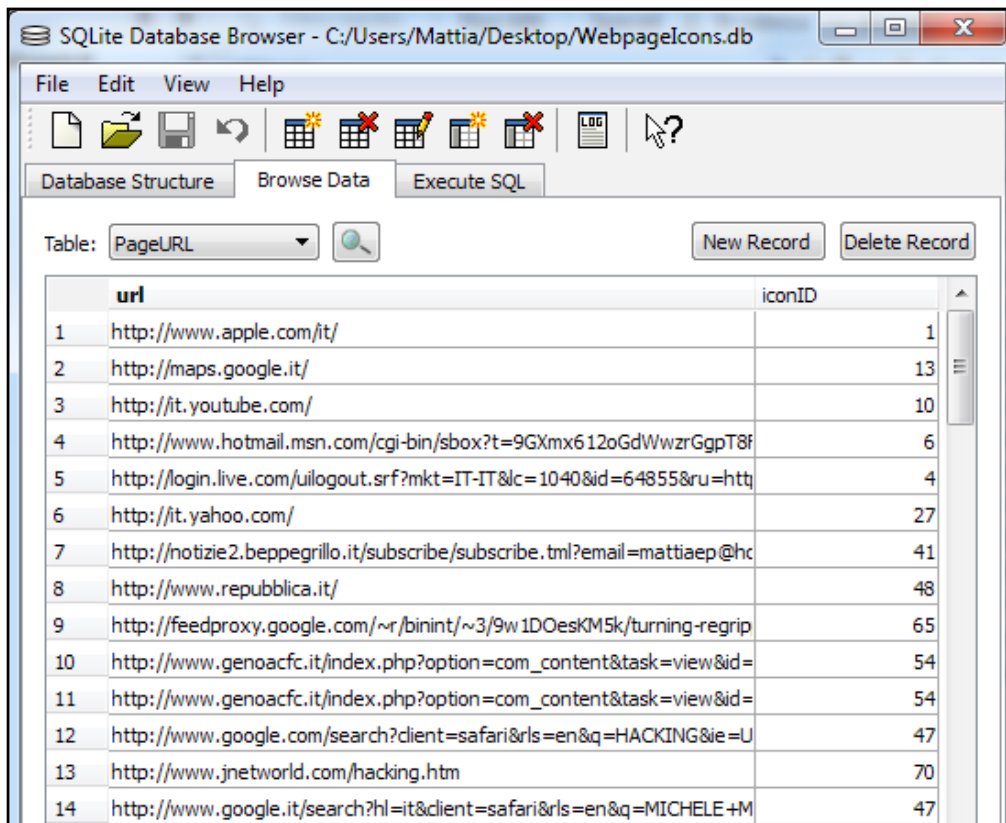 SQLite Database Browser - C:/Users/Mattia/Desktop/WebpageIcons.db
File Edit View Help
LOG ?
Database Structure Browse Data Execute SQL
Table: PageURL New Record Delete Record
url iconID
1 http://www.apple.com/it/ 1
2 http://maps.google.it/ 13
3 http://it.youtube.com/ 10
4 http://www.hotmail.msn.com/cgi-bin/sbox?t=9GXmx612oGdWwzrGgpT8F 6
5 http://login.live.com/uilogout.srf?mkt=IT-IT&lc=1040&id=64855&ru=http 4
6 http://it.yahoo.com/ 27
7 http://notizie2.beppegrillo.it/subscribe/subscribe.tml?email=mattiaep@ho 41
8 http://www.repubblica.it/ 48
9 http://feedproxy.google.com/~r/binint/~3/9w1DOesKM5k/turning-regrip 65
10 http://www.genoacfc.it/index.php?option=com_content&task=view&id= 54
11 http://www.genoacfc.it/index.php?option=com_content&task=view&id= 54
12 http://www.google.com/search?client=safari&rls=en&q=HACKING&ie=U 47
13 http://www.jnetworld.com/hacking.htm 70
14 http://www.google.it/search?hl=it&client=safari&rls=en&q=MICHELE+M 47